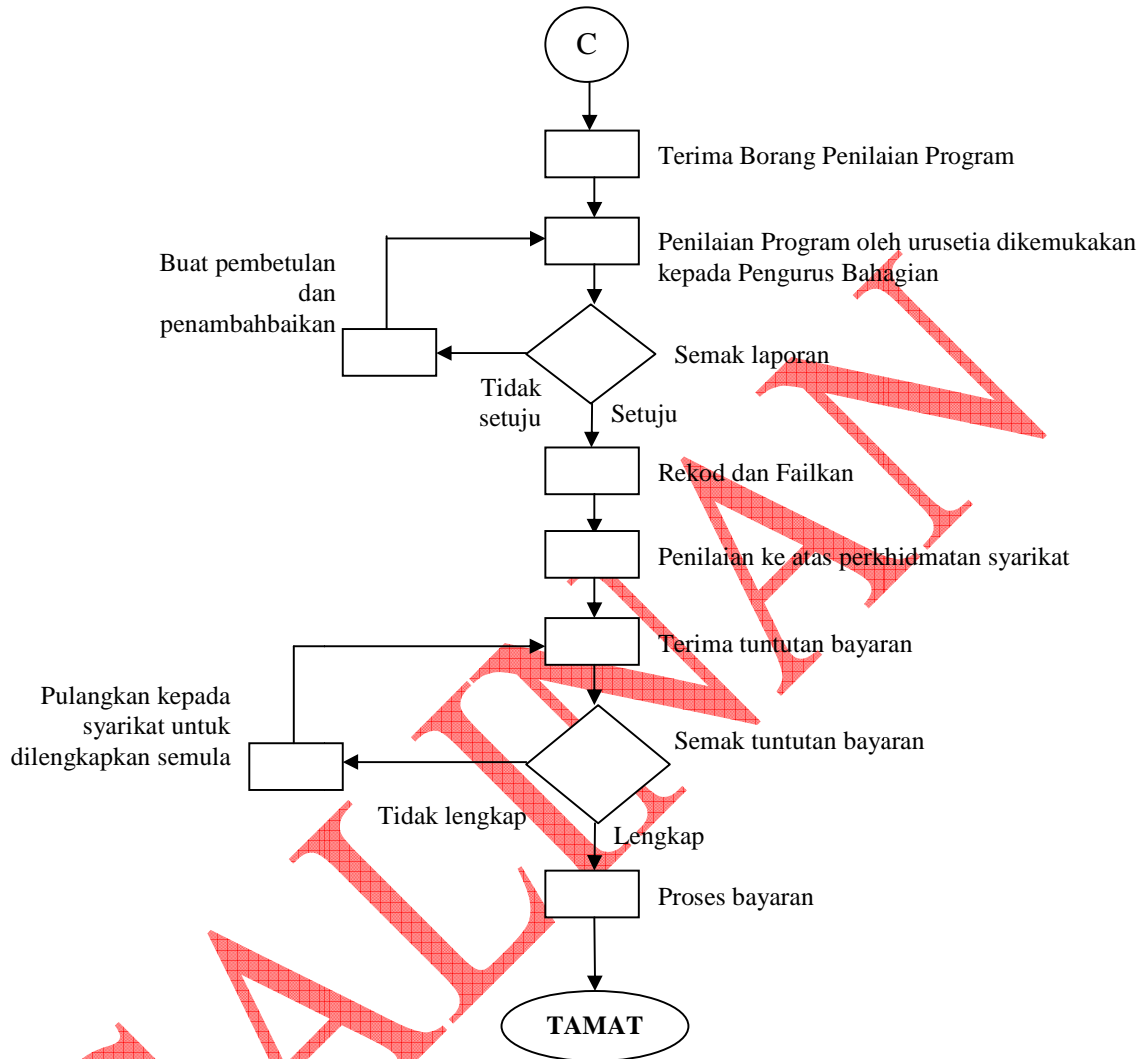 C
Terima Borang Penilaian Program
Penilaian Program oleh urusetia dikemukakan
kepada Pengurus Bahagian
Buat pembetulan
dan
penambahbaikan
Semak laporan
Tidak
setuju
Setuju
Rekod dan Failkan
Penilaian ke atas perkhidmatan syarikat
Terima tuntutan bayaran
Pulangkan kepada
syarikat untuk
dilengkapkan semula
Semak tuntutan bayaran
Tidak lengkap
Lengkap
Proses bayaran
TAMAT
ALINAN